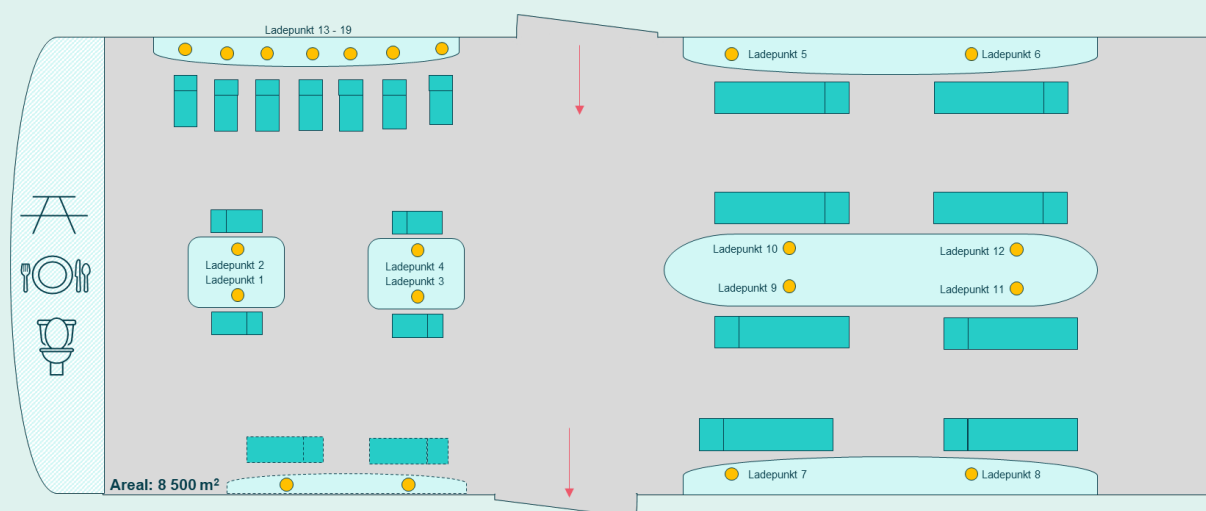 Ladepunkt 13 - 19
Ladepunkt 5
Ladepunkt 6
Ladepunkt 2
Ladepunkt 1
Ladepunkt 4
Ladepunkt 3
Ladepunkt 10
Ladepunkt 12
Ladepunkt 9
Ladepunkt 11
Areal: 8 500 m²
Ladepunkt 7
Ladepunkt 8